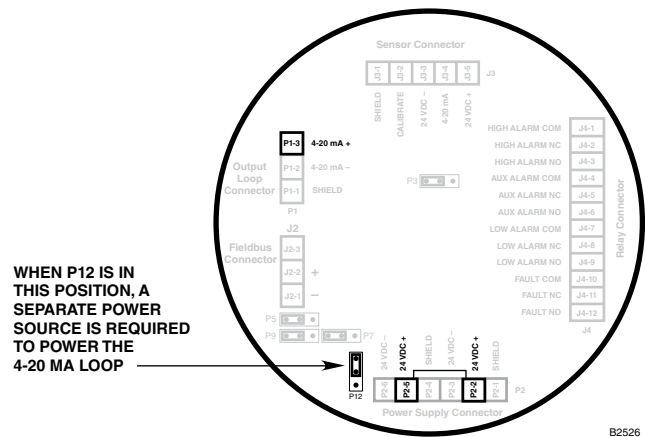 Sensor Connector
J3-1
J3-2
J3-3
J3-4
J3-5
J3
SHIELD
CALIBRATE
24 VDC –
4-20 mA
24 VDC +
P1-3
4-20 mA +
P1-2
4-20 mA –
P1-1
SHIELD
Output
Loop
Connector
P1
P3
HIGH ALARM COM
J4-1
HIGH ALARM NC
J4-2
HIGH ALARM NO
J4-3
AUX ALARM COM
J4-4
AUX ALARM NC
J4-5
AUX ALARM NO
J4-6
LOW ALARM COM
J4-7
LOW ALARM NC
J4-8
LOW ALARM NO
J4-9
FAULT COM
J4-10
FAULT NC
J4-11
FAULT NO
J4-12
J4
Relay Connector
J2
Fieldbus
Connector
J2-3
J2-2
+
J2-1
–
WHEN P12 IS IN
THIS POSITION, A
SEPARATE POWER
SOURCE IS REQUIRED
TO POWER THE
4-20 MA LOOP
P5
P9
P7
P12
24 VDC –
24 VDC +
SHIELD
24 VDC –
24 VDC +
SHIELD
P2-6
P2-5
P2-4
P2-3
P2-2
P2-1
P2
Power Supply Connector
B2526